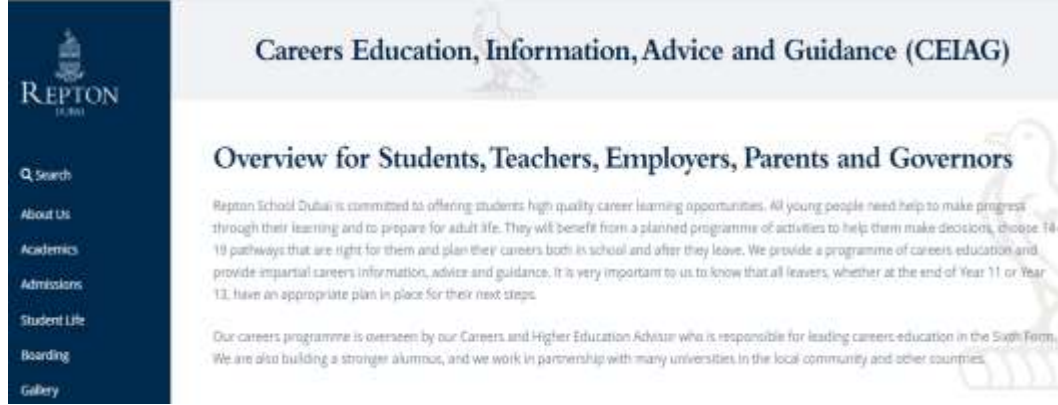 REPTON
DUBAI
Search
About Us
Academics
Admissions
Student Life
Boarding
Gallery
Careers Education, Information, Advice and Guidance (CEIAG)
Overview for Students, Teachers, Employers, Parents and Governors
Repton School Dubai is committed to offering students high quality career learning opportunities. All young people need help to make progress
through their learning and to prepare for adult life. They will benefit from a planned programme of activities to help them make decisions, choose 14-
19 pathways that are right for them and plan their careers both in school and after they leave. We provide a programme of careers education and
provide impartial careers information, advice and guidance. It is very important to us to know that all leavers, whether at the end of Year 11 or Year
13, have an appropriate plan in place for their next steps.
Our careers programme is overseen by our Careers and Higher Education Advisor who is responsible for leading careers education in the Sixth Form.
We are also building a stronger alumnus, and we work in partnership with many universities in the local community and other countries.